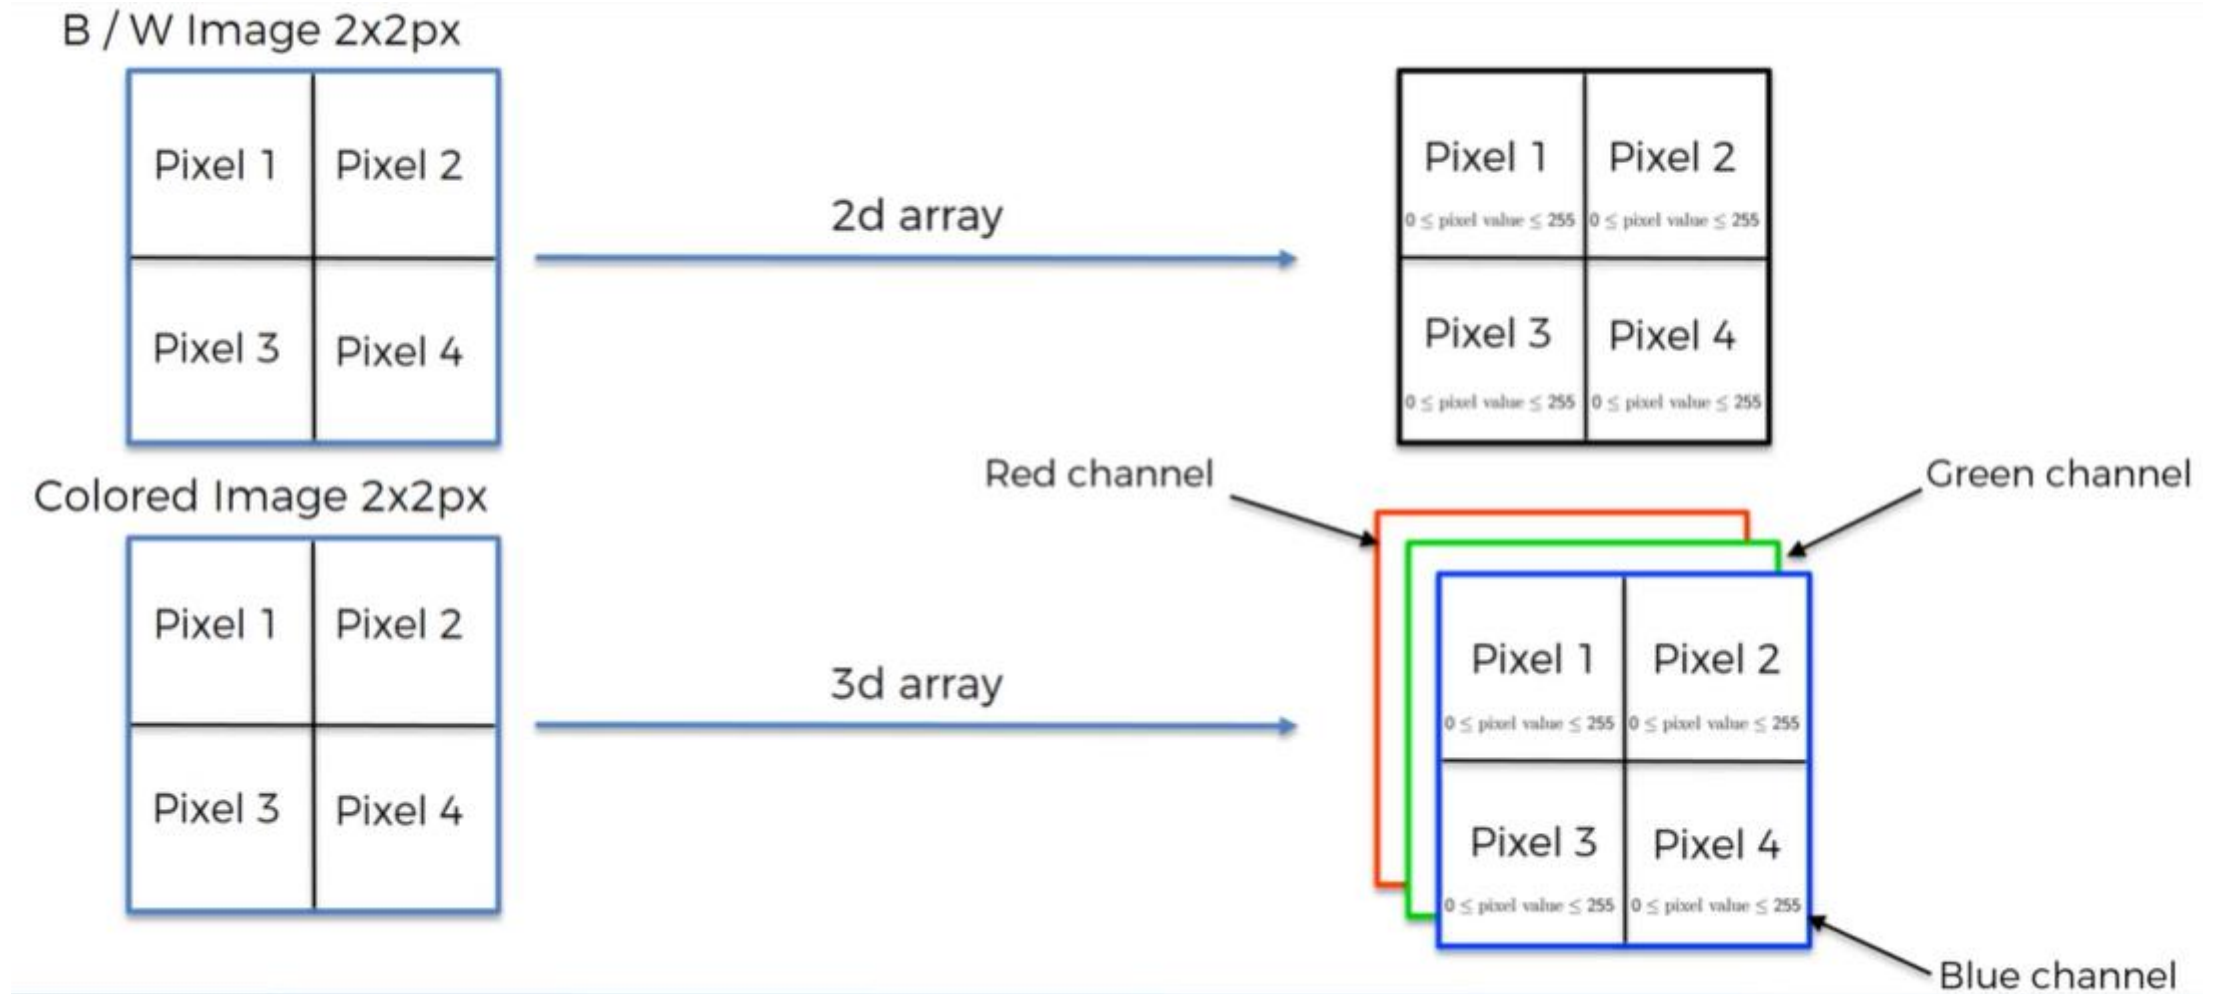 B / W Image 2x2px
Pixel 1 Pixel 2
Pixel 3 Pixel 4
2d array
Pixel 1 Pixel 2
0 ≤ pixel value ≤ 255 0 ≤ pixel value ≤ 255
Pixel 3 Pixel 4
0 ≤ pixel value ≤ 255 0 ≤ pixel value ≤ 255
Colored Image 2x2px
Pixel 1 Pixel 2
Pixel 3 Pixel 4
3d array
Red channel
Green channel
Pixel 1 Pixel 2
0 ≤ pixel value ≤ 255 0 ≤ pixel value ≤ 255
Pixel 3 Pixel 4
0 ≤ pixel value ≤ 255 0 ≤ pixel value ≤ 255
Blue channel